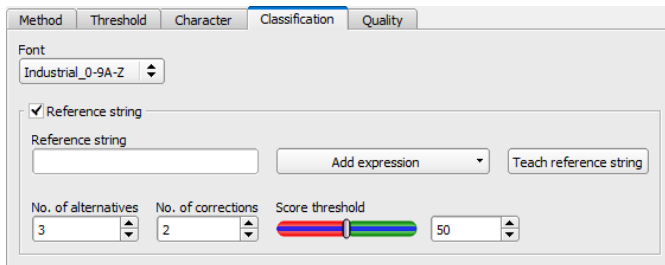 Method Threshold Character Classification Quality
Font
Industrial_0-9A-Z
Reference string
Reference string
Add expression Teach reference string
No. of alternatives No. of corrections Score threshold
3 2 50